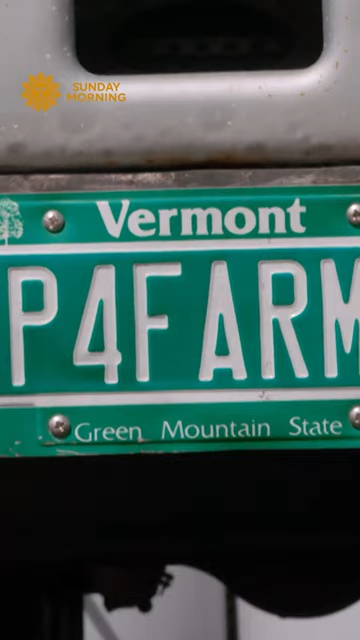 SUNDAY
MORNING
Vermont
P4FARM
Green Mountain State